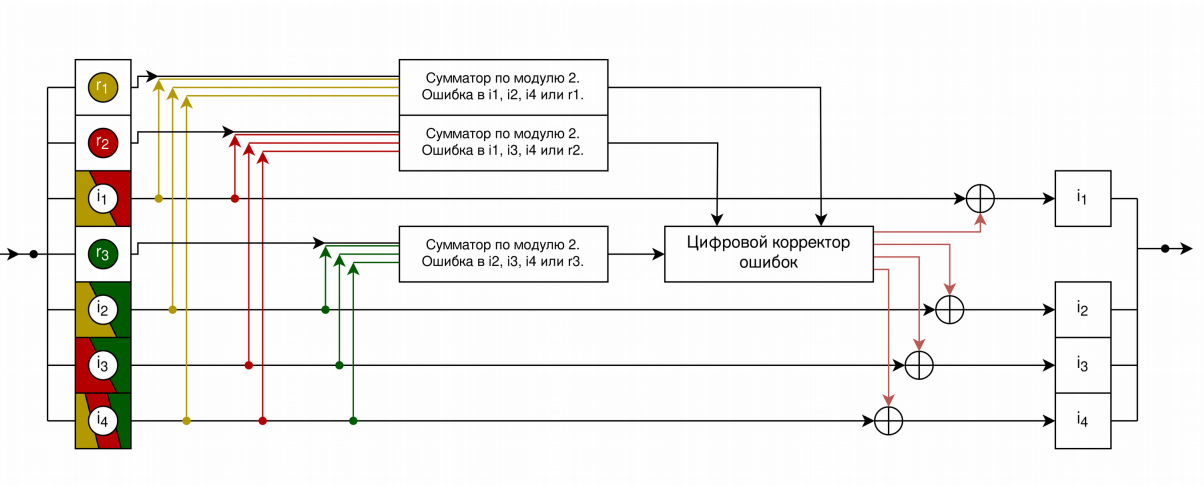 r1
Сумматор по модулю 2.
Ошибка в i1, i2, i4 или r1.
r2
Сумматор по модулю 2.
Ошибка в i1, i3, i4 или r2.
i1
i1
r3
Сумматор по модулю 2.
Ошибка в i2, i3, i4 или r3.
Цифровой корректор
ошибок
i2
i2
i3
i3
i4
i4